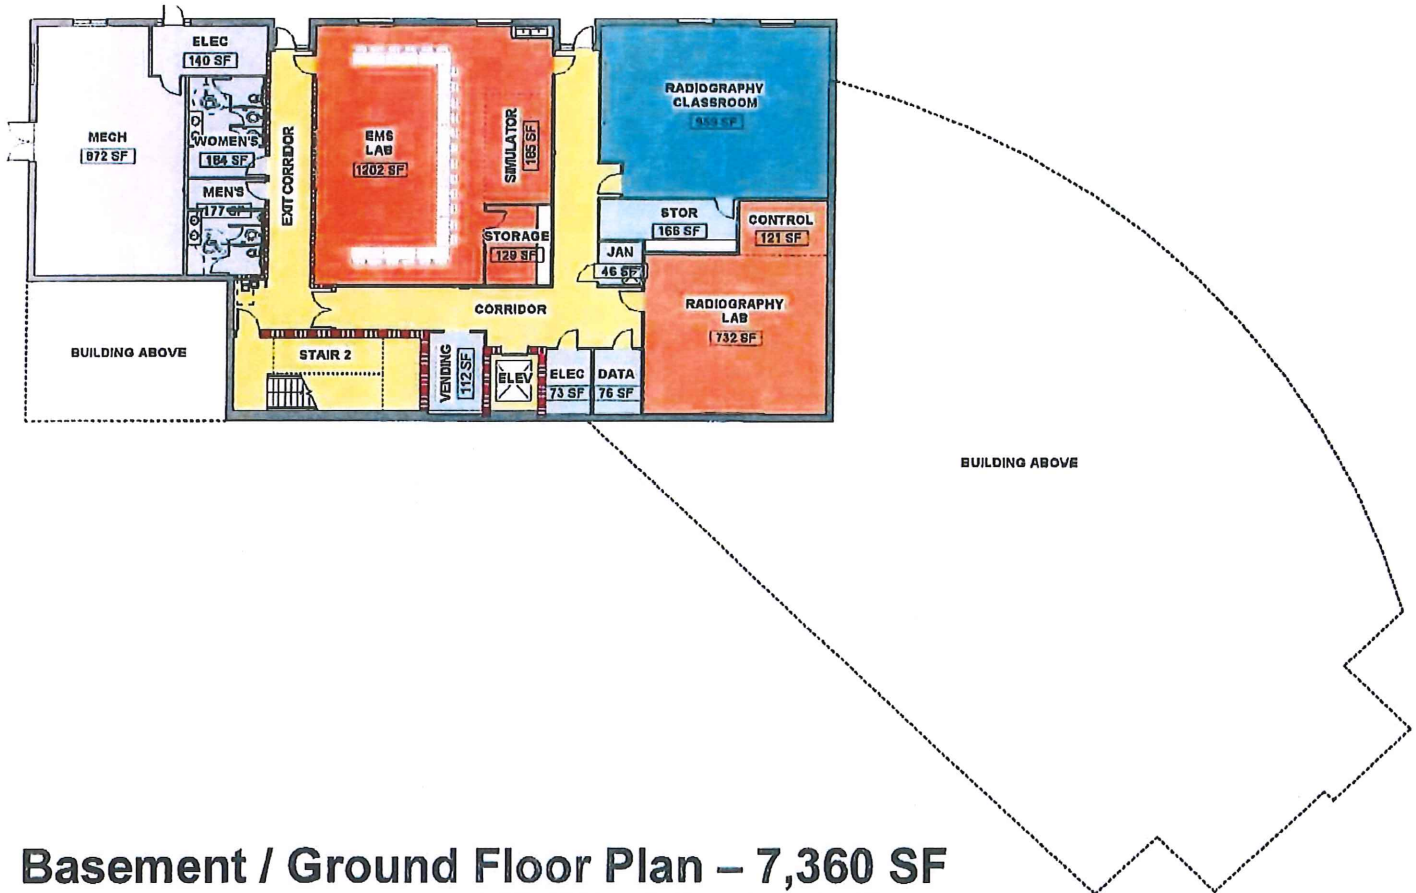 ELEC
140 SF
MECH
872 SF
WOMEN'S
184 SF
MEN'S
177 SF
EXIT CORRIDOR
EMS
LAB
1202 SF
SIMULATOR
185 SF
STORAGE
129 SF
RADIOGRAPHY
CLASSROOM
STOR
166 SF
CONTROL
121 SF
JAN
46 SF
RADIOGRAPHY
LAB
732 SF
CORRIDOR
BUILDING ABOVE
STAIR 2
VENDING
112 SF
ELEV
ELEC
73 SF
DATA
76 SF
BUILDING ABOVE
Basement / Ground Floor Plan – 7,360 SF